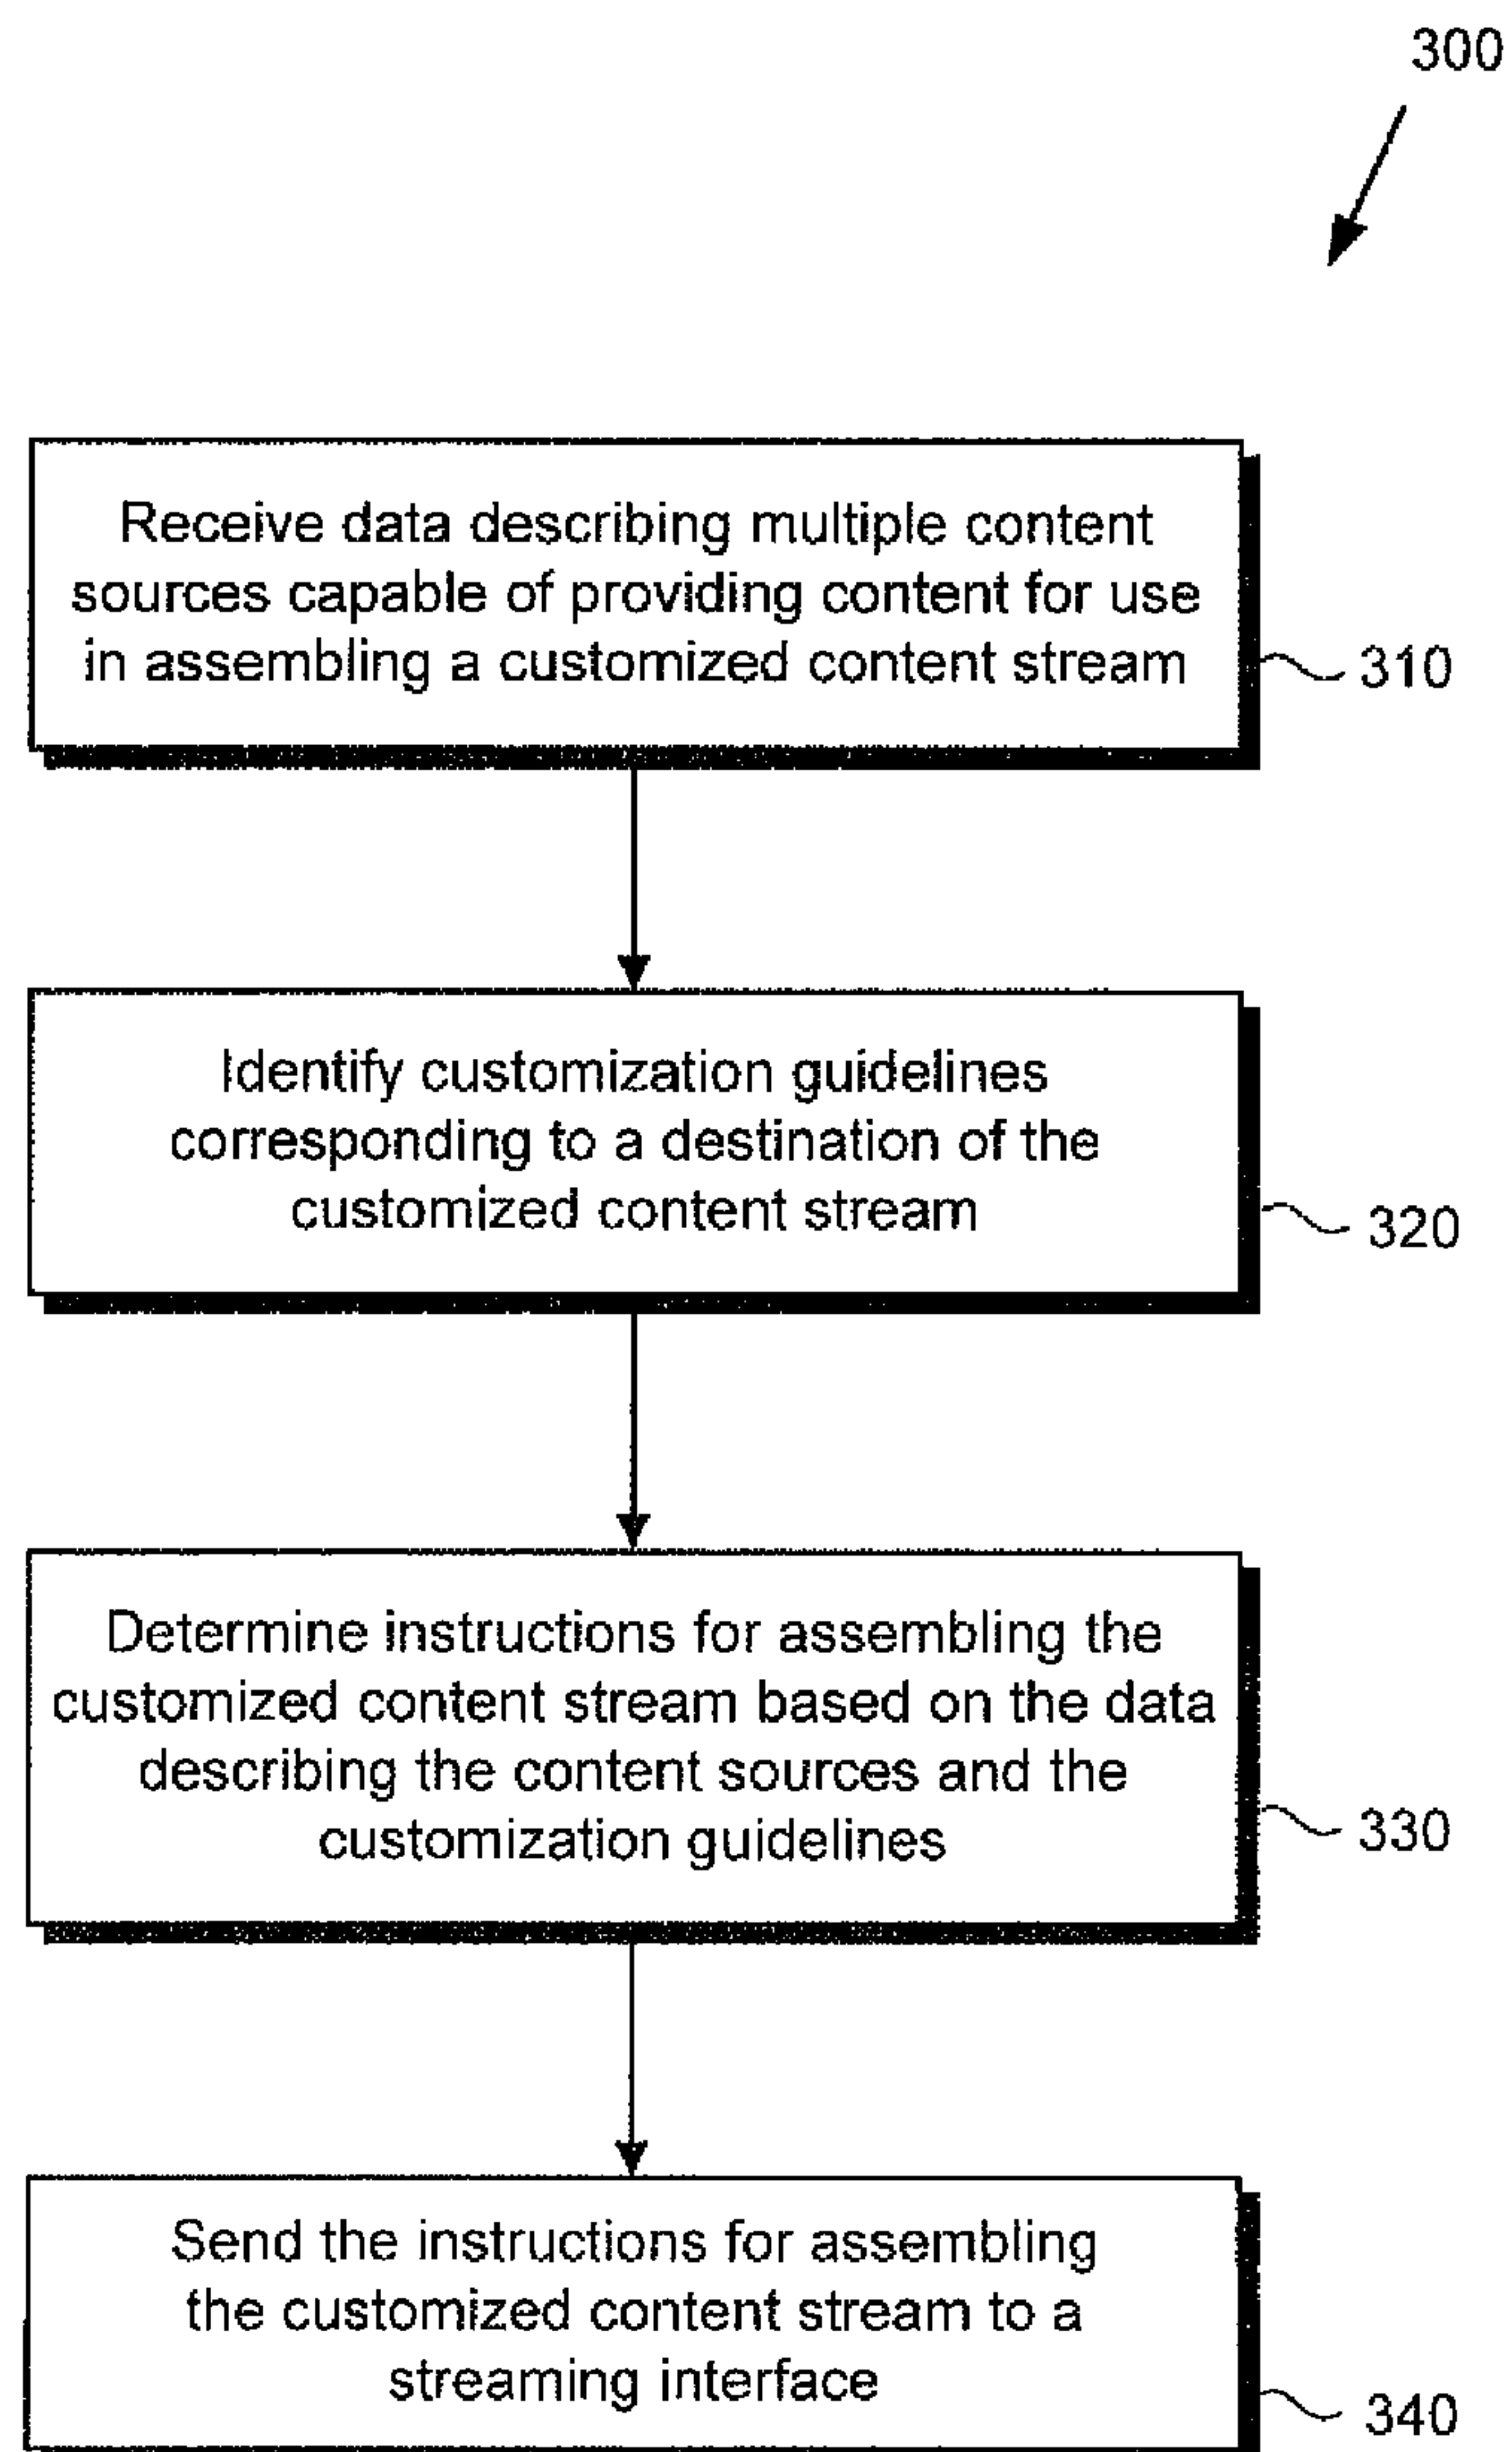 300
Receive data describing multiple content
sources capable of providing content for use
in assembling a customized content stream
310
Identify customization guidelines
corresponding to a destination of the
customized content stream
320
Determine instructions for assembling the
customized content stream based on the data
describing the content sources and the
customization guidelines
330
Send the instructions for assembling
the customized content stream to a
streaming interface
340